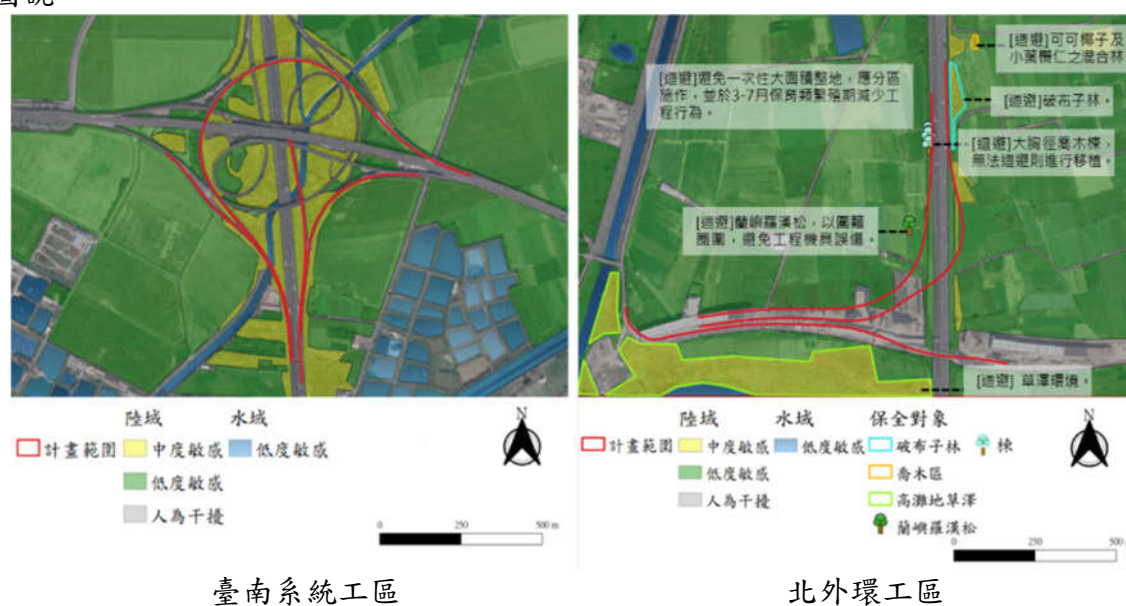 [迴避]可可椰子及
小葉欖仁之混合林
[迴避]避免一次性大面積整地，應分區
施作，並於3-7月保育類繁殖期減少工
程行為。
[迴避]破布子林。
[迴避]大胸徑喬木楝，
無法迴避則進行移植。
[迴避]蘭嶼羅漢松，以圍籬
圈圍，避免工程機具誤傷。
[迴避] 草澤環境。
陸域 水域
計畫範圍 中度敏感 低度敏感
低度敏感
人為干擾
N
0 250 500 m
陸域 水域 保全對象
計畫範圍 中度敏感 低度敏感 破布子林 楝
低度敏感 喬木區
人為干擾 高灘地草澤
蘭嶼羅漢松
N
0 250 500
臺南系統工區
北外環工區